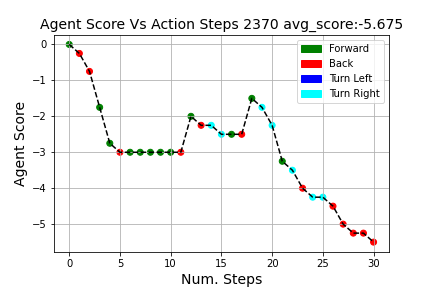 Agent Score Vs Action Steps 2370 avg_score:-5.675
Agent Score
0
−1
−2
−3
−4
−5
Forward
Back
Turn Left
Turn Right
0 5 10 15 20 25 30
Num. Steps